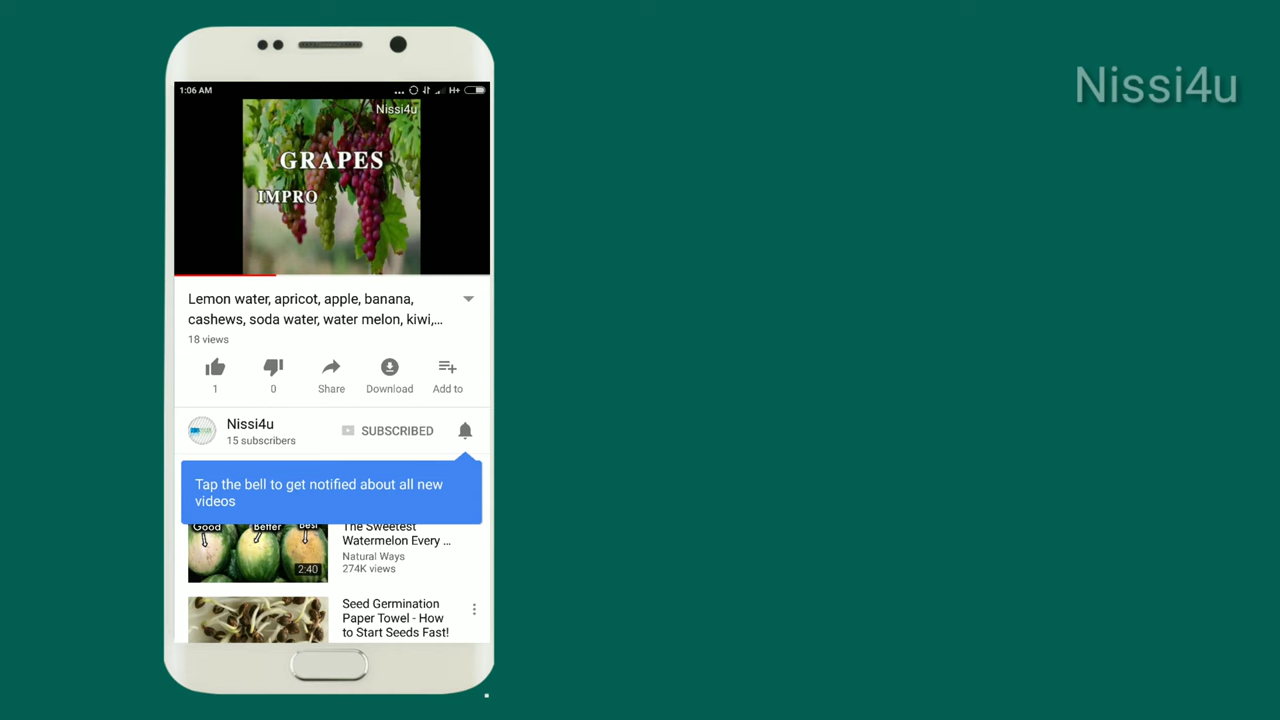 Nissi4u
1:06 AM
H+
Nissi4u
GRAPES
IMPRO
Lemon water, apricot, apple, banana,
cashews, soda water, water melon, kiwi,...
18 views
1
0
Share
Download
Add to
Nissi4u
15 subscribers
SUBSCRIBED
Tap the bell to get notified about all new
videos
Good
Better
Best
2:40
The Sweetest
Watermelon Every ...
Natural Ways
274K views
Seed Germination
Paper Towel - How
to Start Seeds Fast!